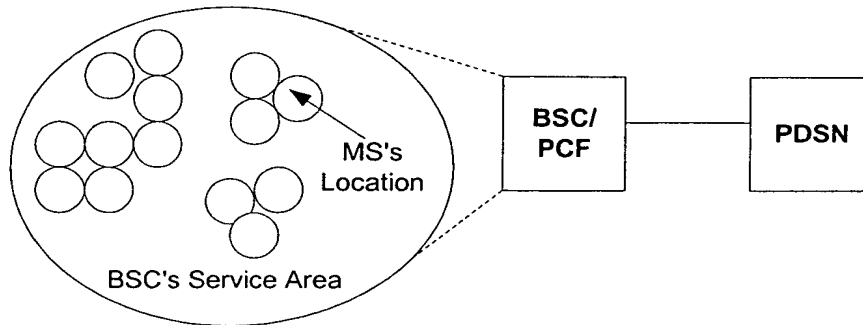 MS's
Location
BSC's Service Area
BSC/
PCF
PDSN